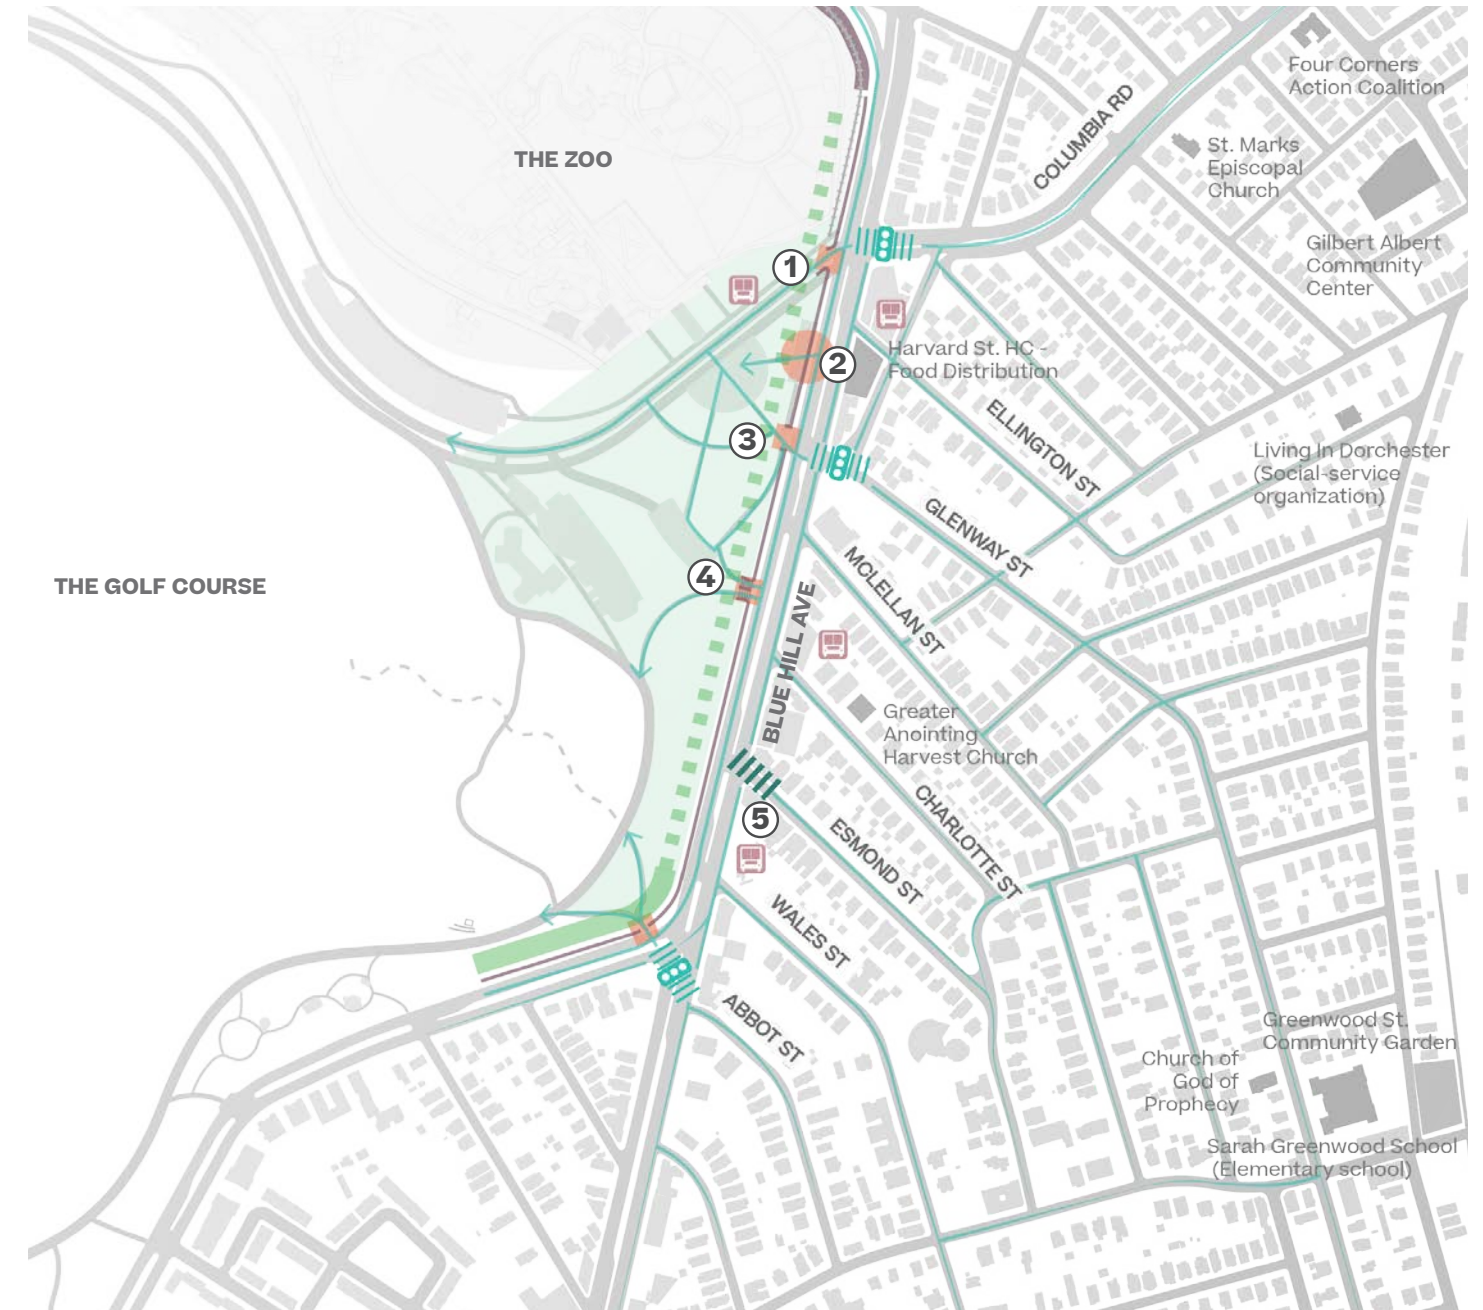 Four Corners
Action Coalition
COLUMBIA RD
St. Marks
Episcopal
Church
THE ZOO
Gilbert Albert
Community
Center
1
Harvard St. HC -
Food Distribution
2
ELLINGTON ST
3
Living In Dorchester
(Social-service
organization)
GLENWAY ST
4
THE GOLF COURSE
MCLELLAN ST
BLUE HILL AVE
Greater
Anointing
Harvest Church
CHARLOTTE ST
5
ESMOND ST
WALES ST
ABBOT ST
Greenwood St.
Community Garden
Church of
God of
Prophecy
Sarah Greenwood School
(Elementary school)